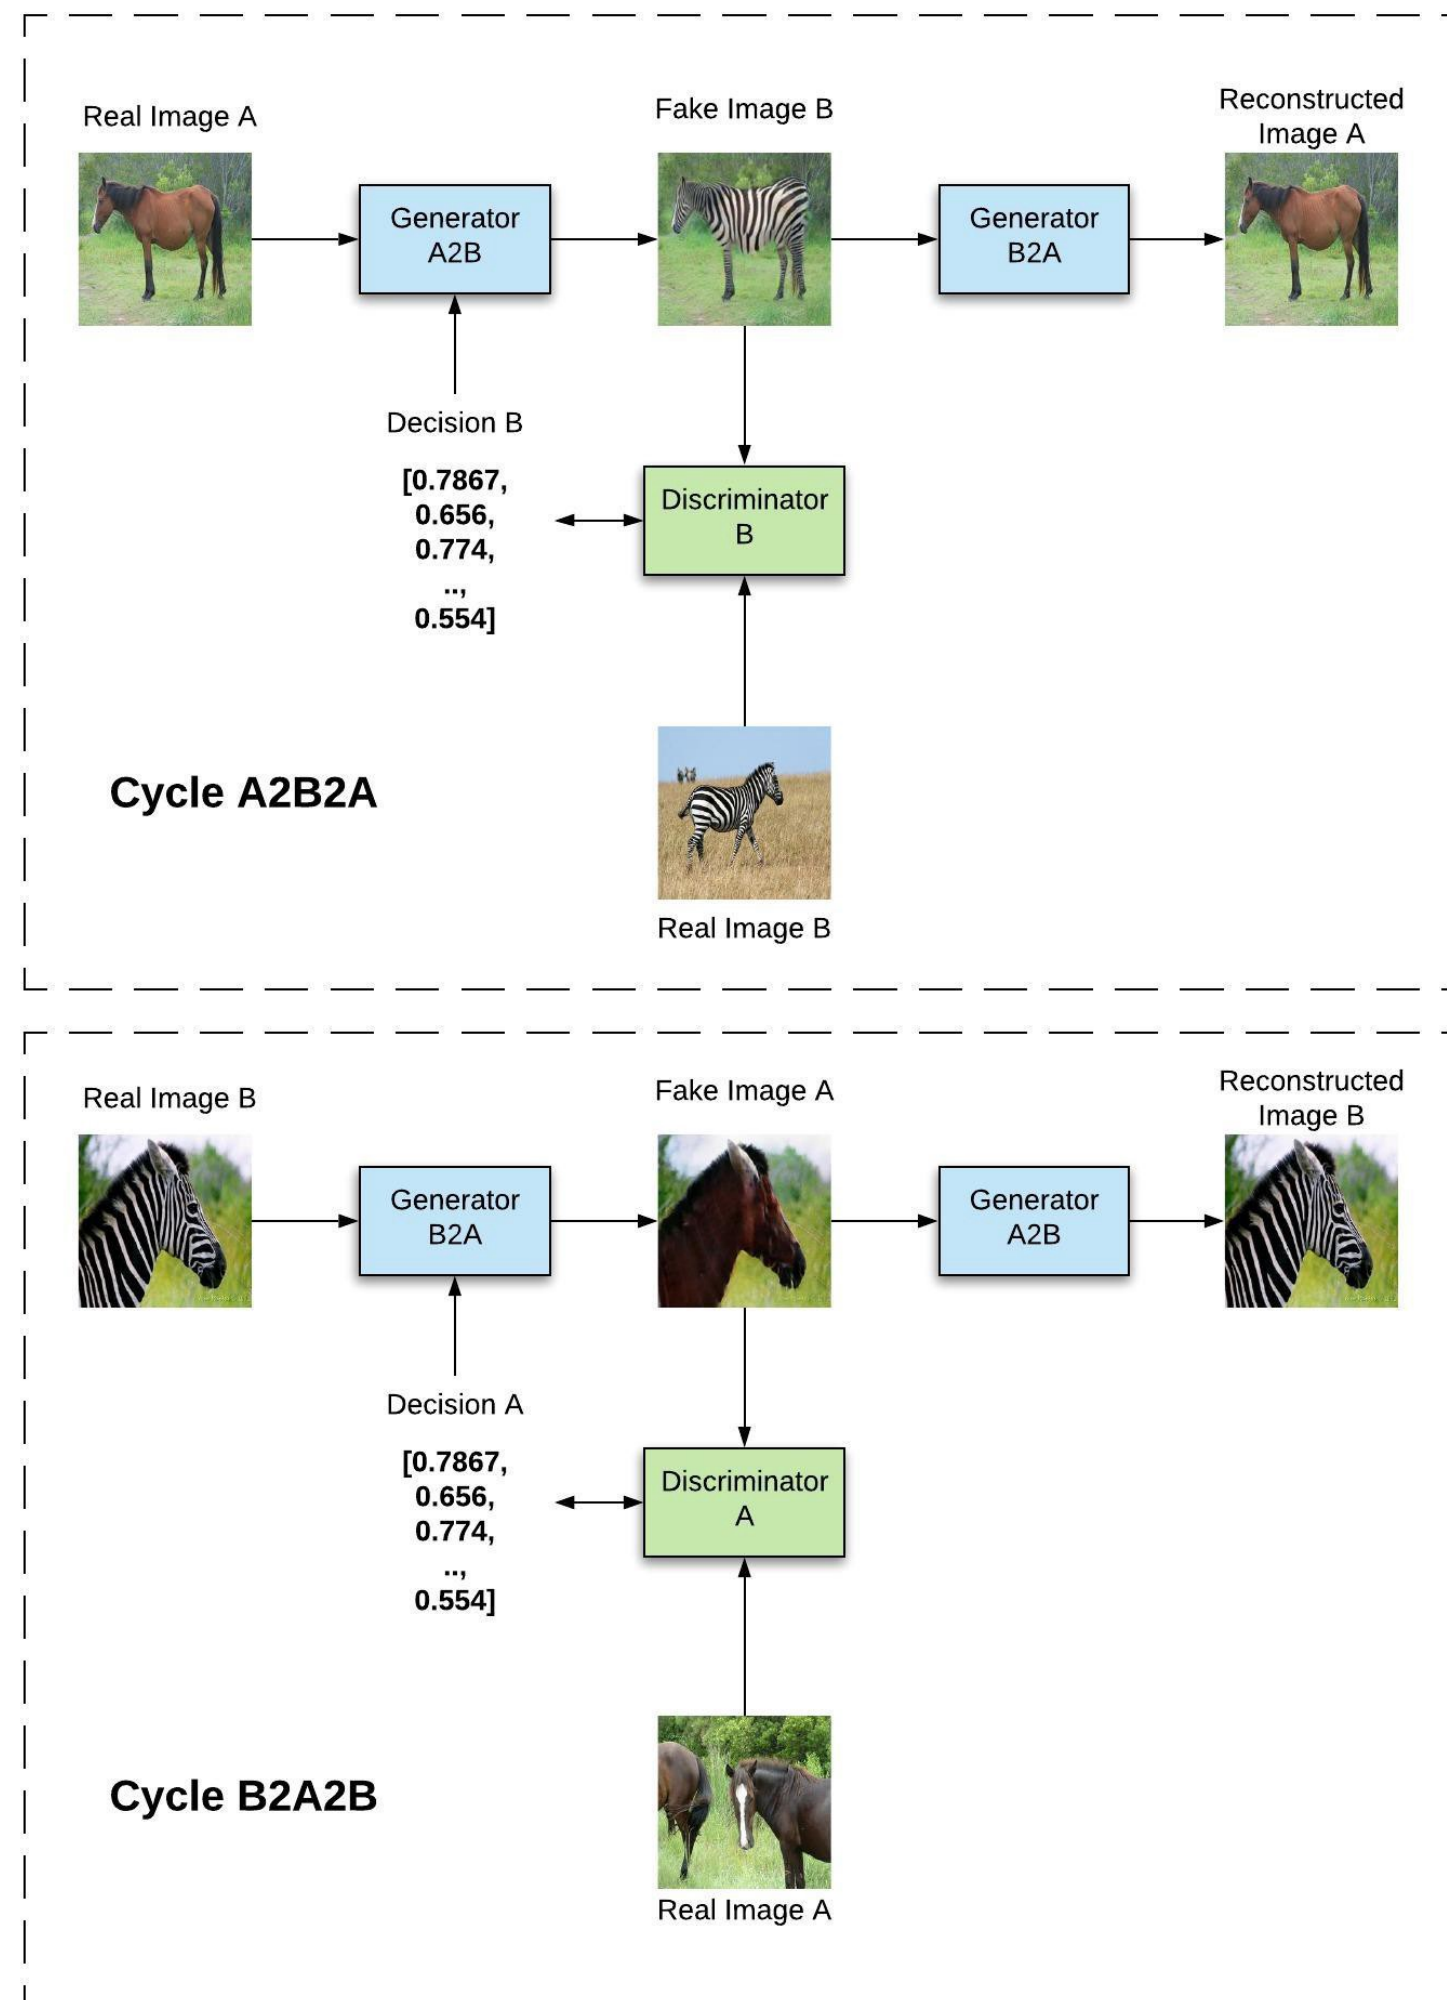 Real Image A
Fake Image B
Reconstructed
Image A
Generator
A2B
Generator
B2A
Decision B
[0.7867,
0.656,
0.774,
..,
0.554]
Discriminator
B
Cycle A2B2A
Real Image B
Real Image B
Fake Image A
Reconstructed
Image B
Generator
B2A
Generator
A2B
Decision A
[0.7867,
0.656,
0.774,
..,
0.554]
Discriminator
A
Cycle B2A2B
Real Image A